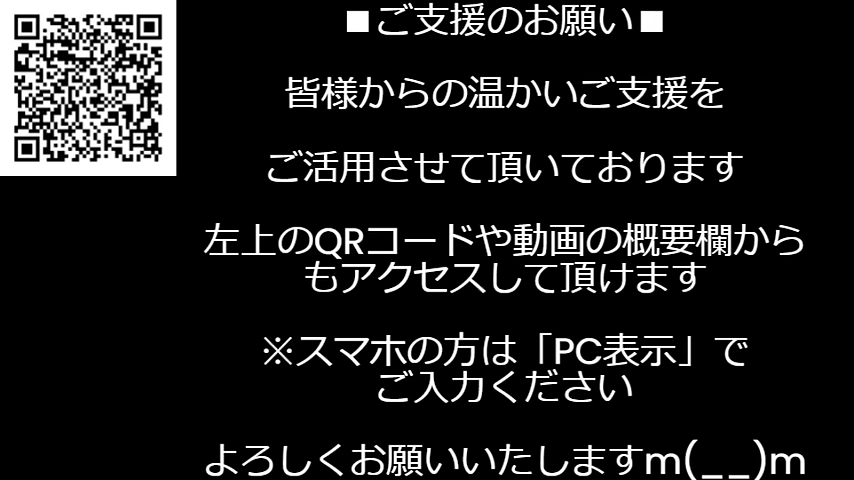 ■ご支援のお願い■
皆様からの温かいご支援を
ご活用させて頂いております
左上のQRコードや動画の概要欄から
もアクセスして頂けます
※スマホの方は「PC表示」で
ご入力ください
よろしくお願いいたしますm(__)m